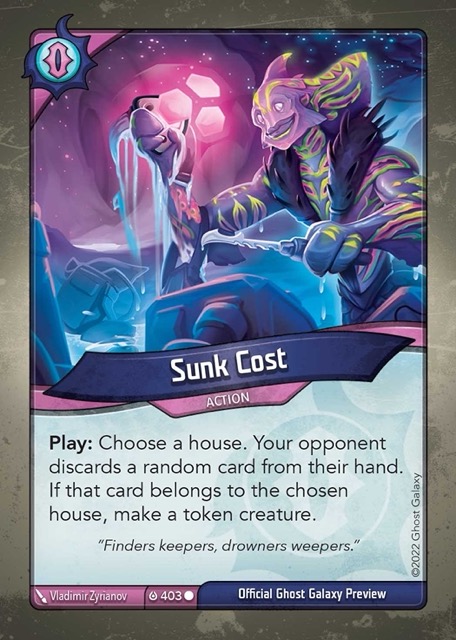 Sunk Cost
ACTION
Play: Choose a house. Your opponent
discards a random card from their hand.
If that card belongs to the chosen
house, make a token creature.
"Finders keepers, drowners weepers."
©2022 Ghost Galaxy
Vladimir Zyrianov
403
Official Ghost Galaxy Preview